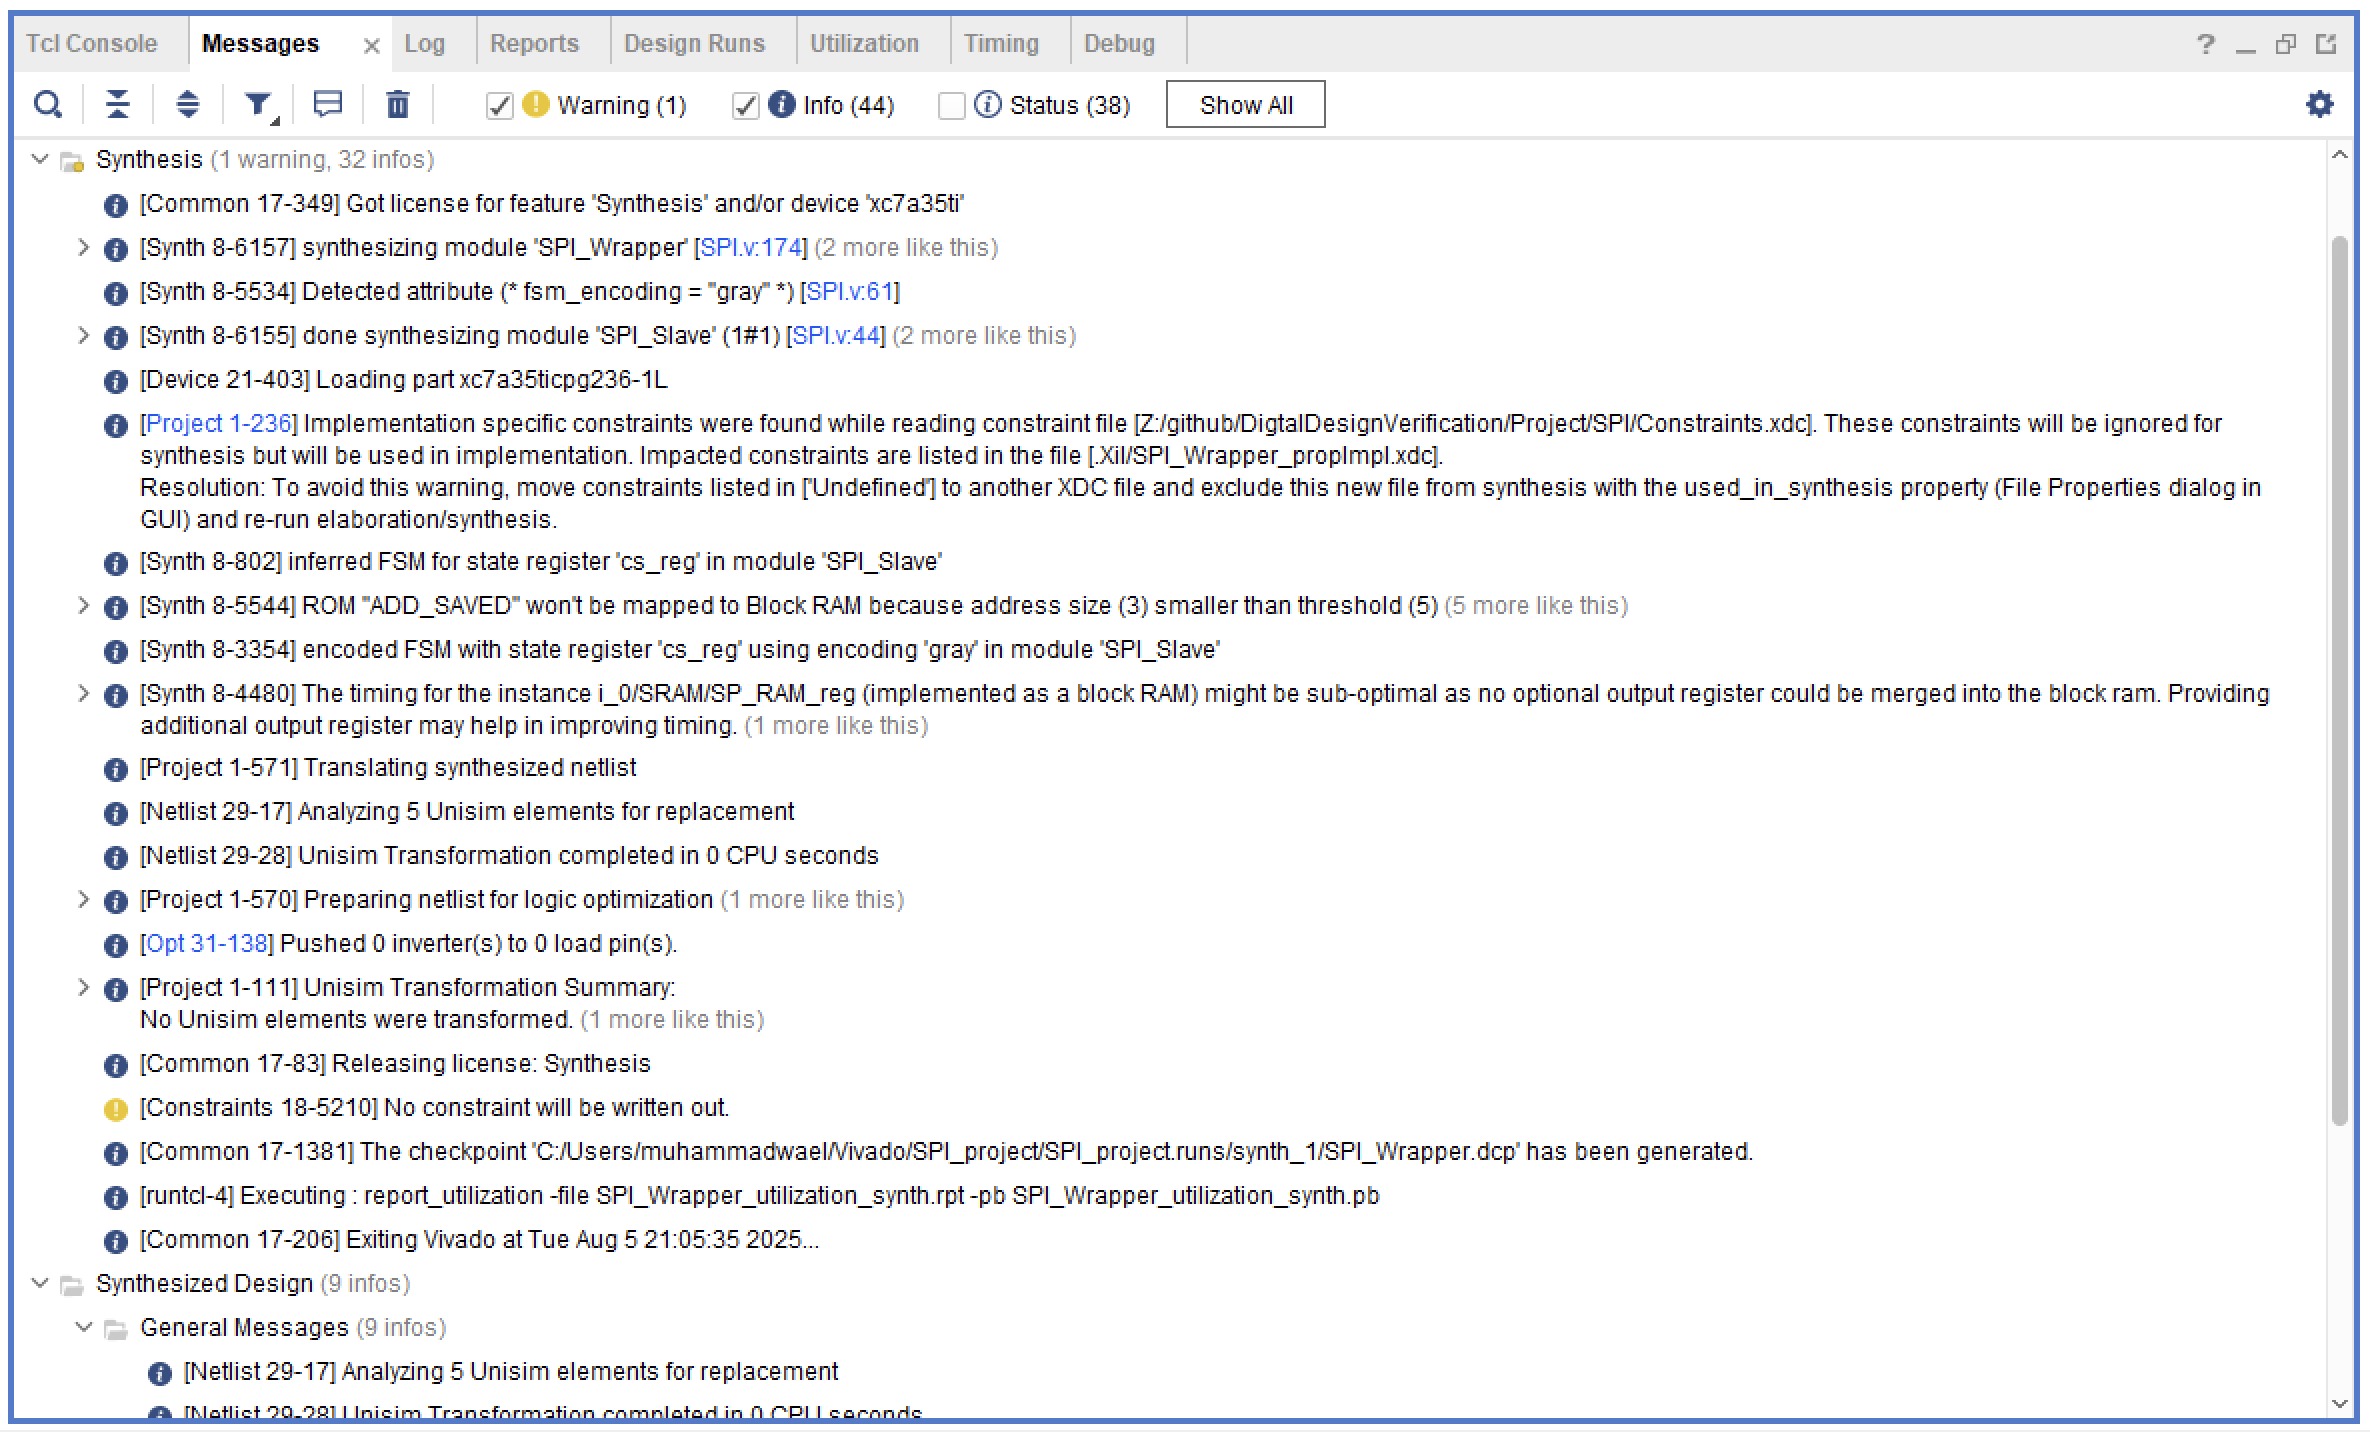 Tcl Console Messages × Log Reports Design Runs Utilization Timing Debug ?
Warning (1) Info (44) Status (38) Show All
Synthesis (1 warning, 32 infos)
[Common 17-349] Got license for feature 'Synthesis' and/or device 'xc7a35ti'
[Synth 8-6157] synthesizing module 'SPI_Wrapper' [SPI.v:174] (2 more like this)
[Synth 8-5534] Detected attribute (* fsm_encoding = "gray" *) [SPI.v:61]
[Synth 8-6155] done synthesizing module 'SPI_Slave' (1#1) [SPI.v:44] (2 more like this)
[Device 21-403] Loading part xc7a35ticpg236-1L
[Project 1-236] Implementation specific constraints were found while reading constraint file [Z:/github/DigtalDesignVerification/Project/SPI/Constraints.xdc]. These constraints will be ignored for
synthesis but will be used in implementation. Impacted constraints are listed in the file [.Xil/SPI_Wrapper_propImpl.xdc].
Resolution: To avoid this warning, move constraints listed in ['Undefined'] to another XDC file and exclude this new file from synthesis with the used_in_synthesis property (File Properties dialog in
GUI) and re-run elaboration/synthesis.
[Synth 8-802] inferred FSM for state register 'cs_reg' in module 'SPI_Slave'
[Synth 8-5544] ROM "ADD_SAVED" won't be mapped to Block RAM because address size (3) smaller than threshold (5) (5 more like this)
[Synth 8-3354] encoded FSM with state register 'cs_reg' using encoding 'gray' in module 'SPI_Slave'
[Synth 8-4480] The timing for the instance i_0/SRAM/SP_RAM_reg (implemented as a block RAM) might be sub-optimal as no optional output register could be merged into the block ram. Providing
additional output register may help in improving timing. (1 more like this)
[Project 1-571] Translating synthesized netlist
[Netlist 29-17] Analyzing 5 Unisim elements for replacement
[Netlist 29-28] Unisim Transformation completed in 0 CPU seconds
[Project 1-570] Preparing netlist for logic optimization (1 more like this)
[Opt 31-138] Pushed 0 inverter(s) to 0 load pin(s).
[Project 1-111] Unisim Transformation Summary:
No Unisim elements were transformed. (1 more like this)
[Common 17-83] Releasing license: Synthesis
[Constraints 18-5210] No constraint will be written out.
[Common 17-1381] The checkpoint 'C:/Users/muhammadwael/Vivado/SPI_project/SPI_project.runs/synth_1/SPI_Wrapper.dcp' has been generated.
[runtcl-4] Executing : report_utilization -file SPI_Wrapper_utilization_synth.rpt -pb SPI_Wrapper_utilization_synth.pb
[Common 17-206] Exiting Vivado at Tue Aug 5 21:05:35 2025...
Synthesized Design (9 infos)
General Messages (9 infos)
[Netlist 29-17] Analyzing 5 Unisim elements for replacement
[Netlist 29-28] Unisim Transformation completed in 0 CPU seconds